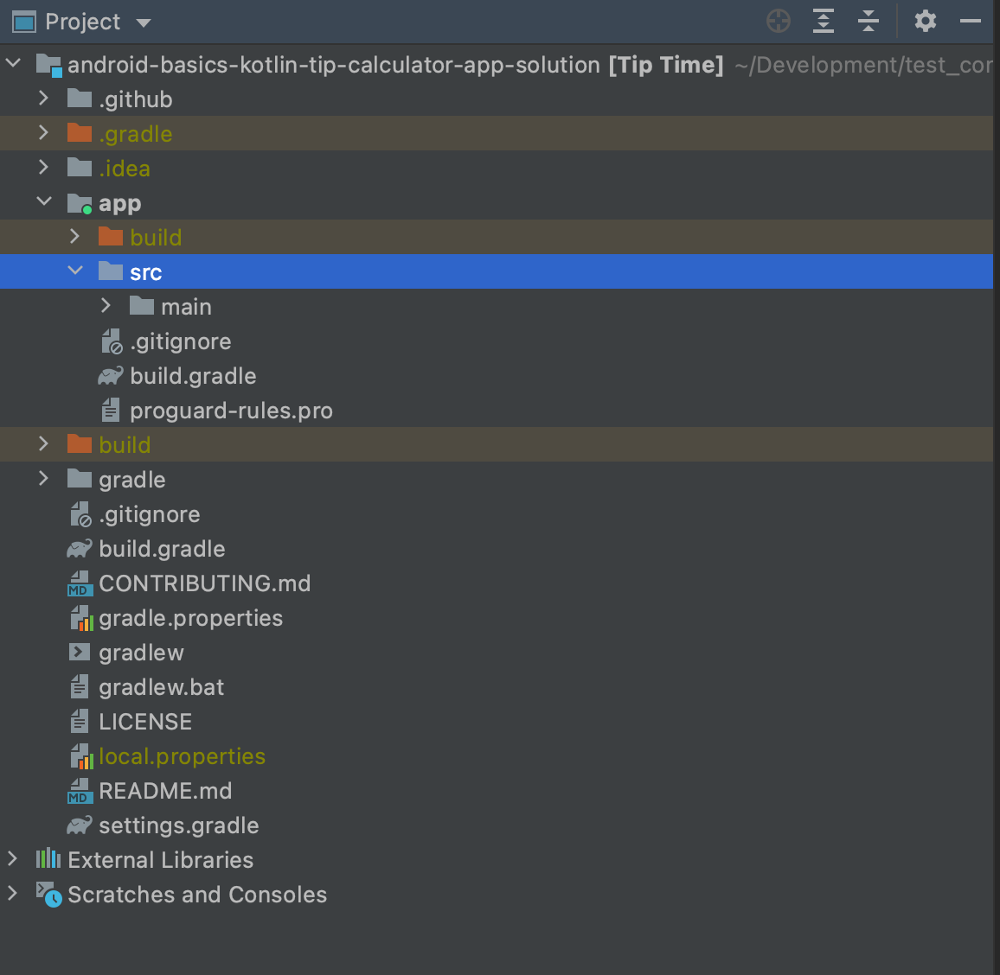 Project
android-basics-kotlin-tip-calculator-app-solution [Tip Time] ~/Development/test_cor
.github
.gradle
.idea
app
build
src
main
.gitignore
build.gradle
proguard-rules.pro
build
gradle
.gitignore
build.gradle
MD CONTRIBUTING.md
gradle.properties
gradlew
gradlew.bat
LICENSE
local.properties
MD README.md
settings.gradle
External Libraries
Scratches and Consoles